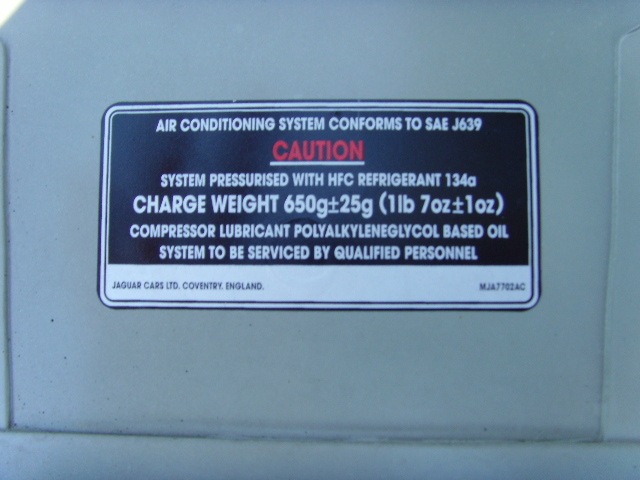 AIR CONDITIONING SYSTEM CONFORMS TO SAE J639
CAUTION
SYSTEM PRESSURISED WITH HFC REFRIGERANT 134a
CHARGE WEIGHT 650g±25g (1lb 7oz±1oz)
COMPRESSOR LUBRICANT POLYALKYLENEGLYCOL BASED OIL
SYSTEM TO BE SERVICED BY QUALIFIED PERSONNEL
JAGUAR CARS LTD. COVENTRY. ENGLAND. MJA7702AC